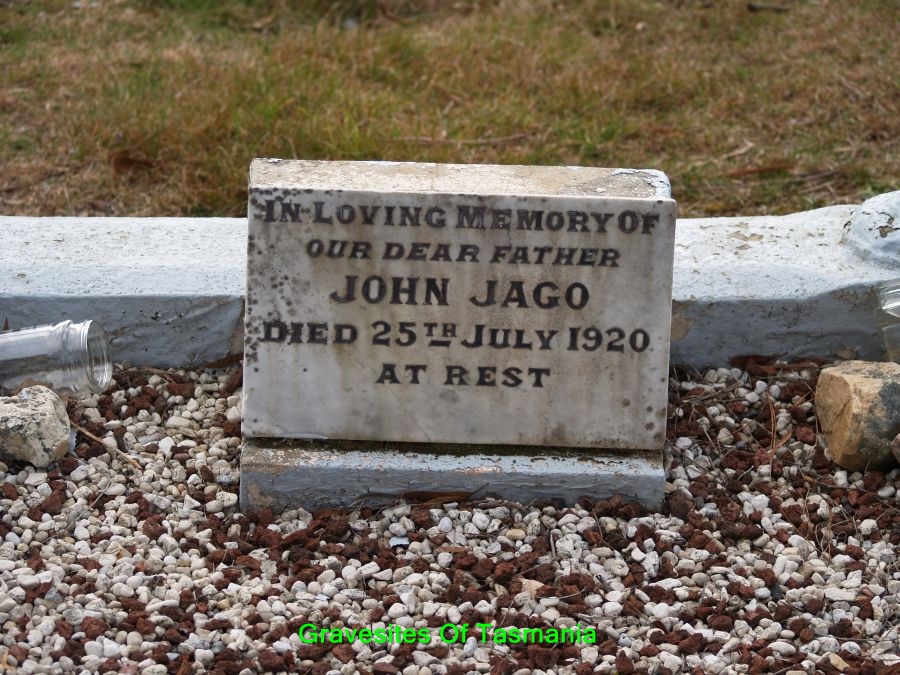 IN LOVING MEMORY OF
OUR DEAR FATHER
JOHN JAGO
DIED 25TH JULY 1920
AT REST
Gravesites Of Tasmania